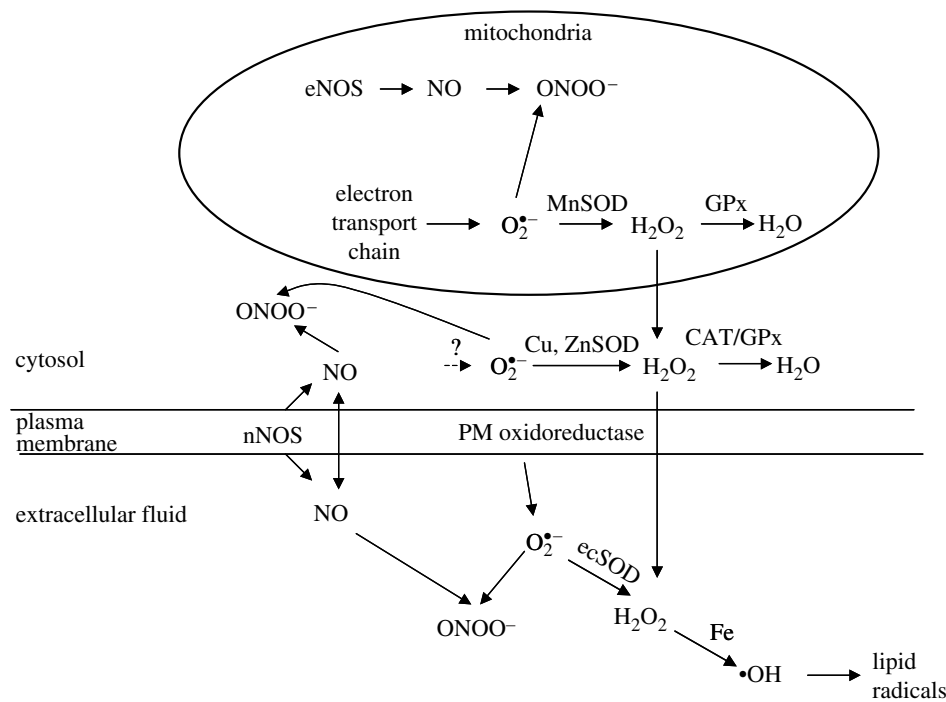 mitochondria
eNOS NO ONOO⁻
electron
transport
chain
O₂•⁻ MnSOD H₂O₂ GPx H₂O
ONOO⁻
cytosol
NO
? O₂•⁻ Cu, ZnSOD H₂O₂ CAT/GPx H₂O
plasma
membrane
nNOS PM oxidoreductase
extracellular fluid
NO
O₂•⁻ ecSOD
ONOO⁻
H₂O₂ Fe
•OH
lipid
radicals